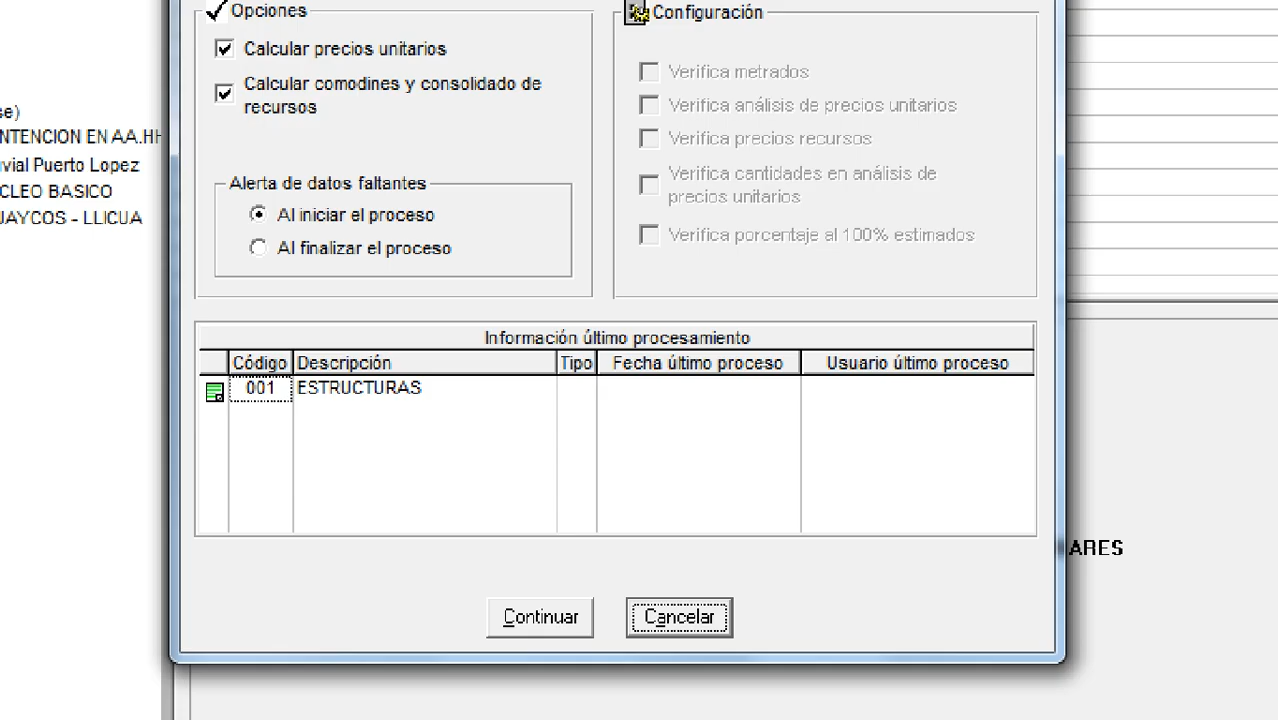 Opciones
Calcular precios unitarios
Calcular comodines y consolidado de
recursos
Alerta de datos faltantes
Al iniciar el proceso
Al finalizar el proceso
Configuración
Verifica metrados
Verifica análisis de precios unitarios
Verifica precios recursos
Verifica cantidades en análisis de
precios unitarios
Verifica porcentaje al 100% estimados
se)
NTENCION EN AA.HH
vial Puerto Lopez
CLEO BASICO
JAYCOS - LLICUA
Información último procesamiento
Código Descripción Tipo Fecha último proceso Usuario último proceso
001 ESTRUCTURAS
ARES
Continuar Cancelar